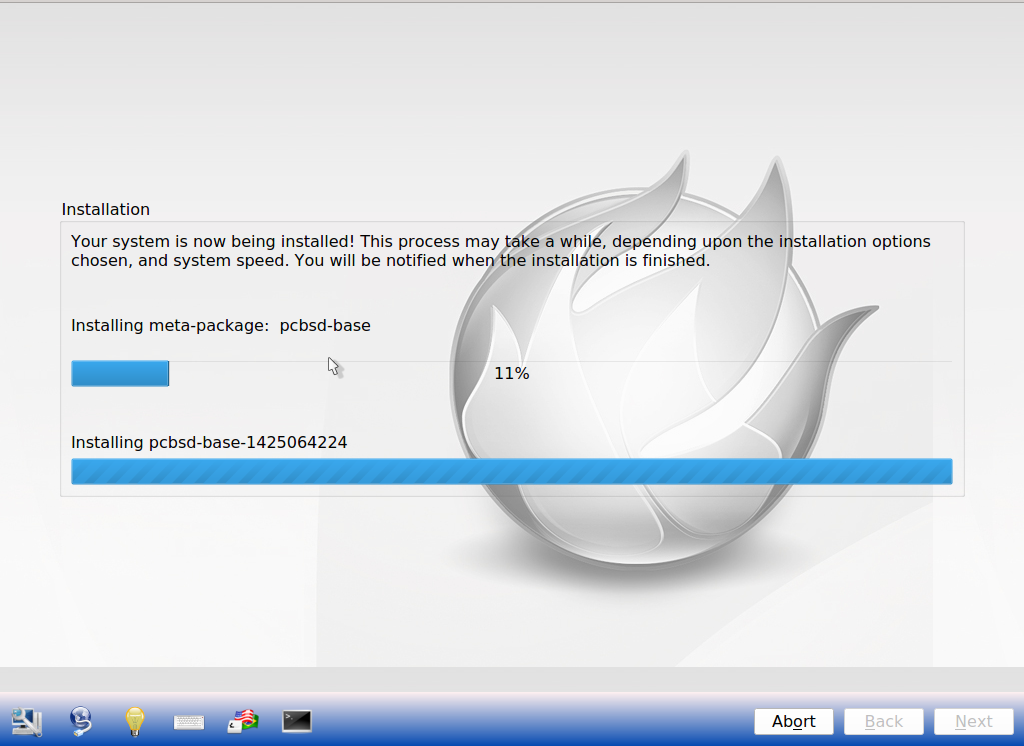 Installation
Your system is now being installed! This process may take a while, depending upon the installation options
chosen, and system speed. You will be notified when the installation is finished.
Installing meta-package:  pcbsd-base
11%
Installing pcbsd-base-1425064224
Abort
Back
Next